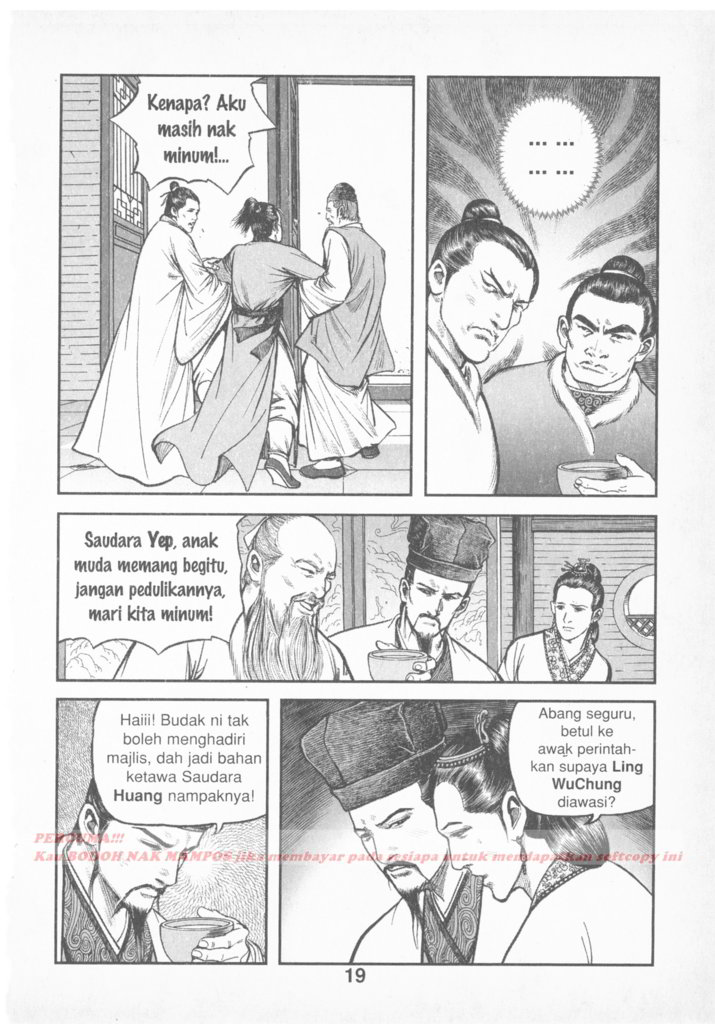 Kenapa? Aku
masih nak
minum!...
... ...
... ...
Saudara Yep, anak
muda memang begitu,
jangan pedulikannya,
mari kita minum!
Haiii! Budak ni tak
boleh menghadiri
majlis, dah jadi bahan
ketawa Saudara
Huang nampaknya!
Abang seguru,
betul ke
awak perintah-
kan supaya Ling
WuChung
diawasi?
PERCUMA!!!
Kau BODOH NAK MAMPOS jika membayar pada sesiapa untuk mendapatkan softcopy ini
19